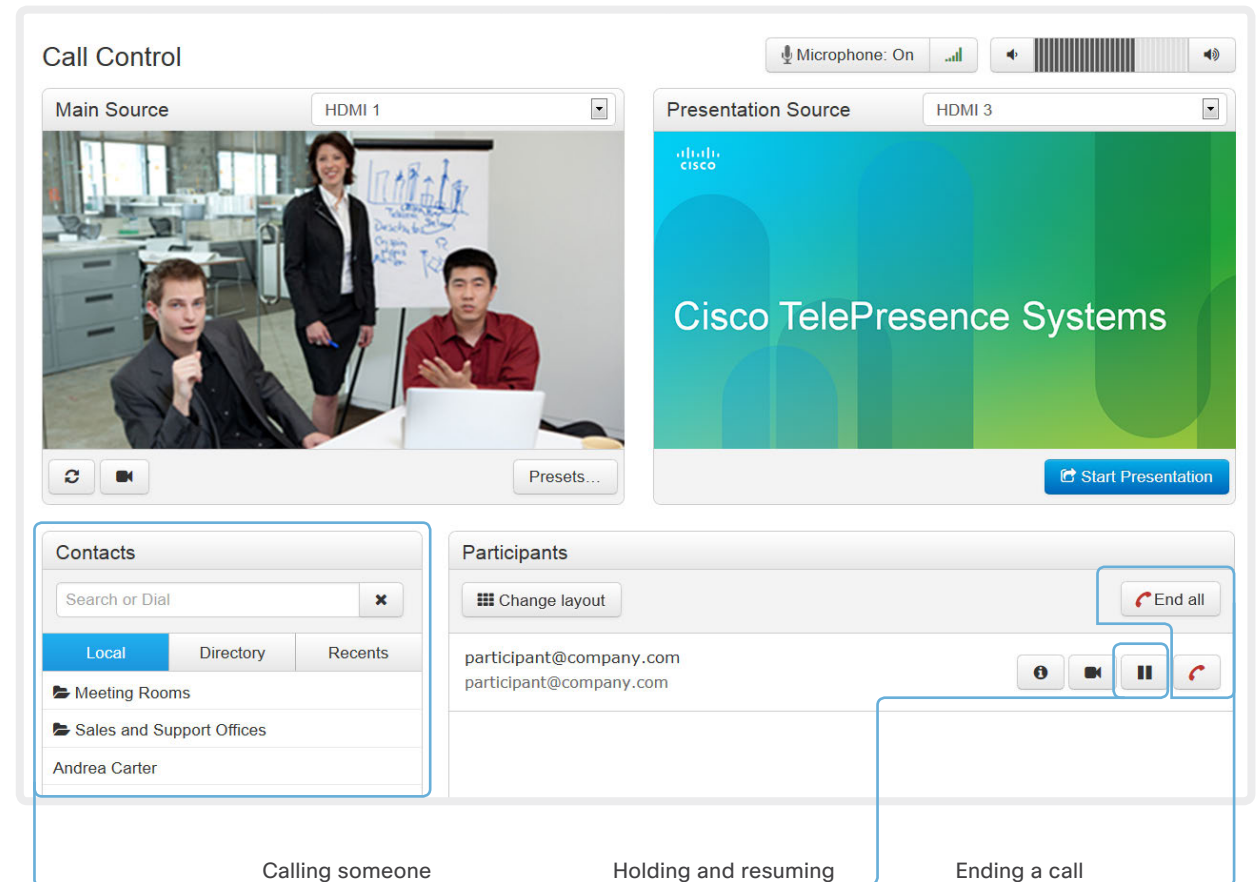 Call Control
Microphone: On
Main Source
HDMI 1
Presentation Source
HDMI 3
CISCO
Cisco TelePresence Systems
Presets...
Start Presentation
Contacts
Search or Dial
Local
Directory
Recents
Meeting Rooms
Sales and Support Offices
Andrea Carter
Participants
Change layout
End all
participant@company.com
participant@company.com
Calling someone
Holding and resuming
Ending a call